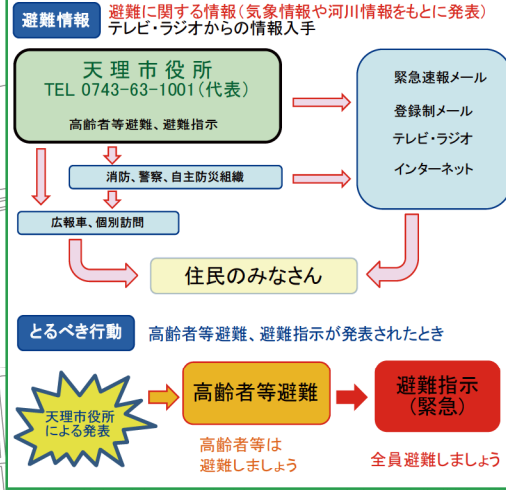 避難情報
避難に関する情報(気象情報や河川情報をもとに発表)
テレビ・ラジオからの情報入手
天理市役所
TEL 0743-63-1001(代表)
高齢者等避難、避難指示
緊急速報メール
登録制メール
テレビ・ラジオ
インターネット
消防、警察、自主防災組織
広報車、個別訪問
住民のみなさん
とるべき行動
高齢者等避難、避難指示が発表されたとき
天理市役所
による発表
高齢者等避難
避難指示
(緊急)
高齢者等は
避難しましょう
全員避難しましょう